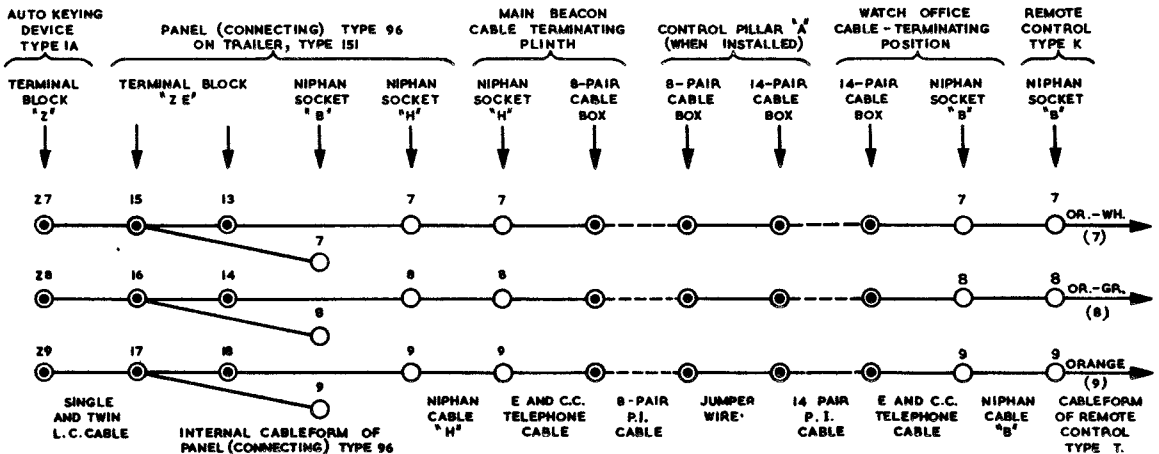 AUTO KEYING
DEVICE
TYPE IA
PANEL (CONNECTING) TYPE 96
ON TRAILER, TYPE 151
MAIN BEACON
CABLE TERMINATING
PLINTH
CONTROL PILLAR "A"
(WHEN INSTALLED)
WATCH OFFICE
CABLE-TERMINATING
POSITION
REMOTE
CONTROL
TYPE K
TERMINAL
BLOCK
"Z"
TERMINAL BLOCK
"ZE"
NIPHAN
SOCKET
"B"
NIPHAN
SOCKET
"H"
NIPHAN
SOCKET
"H"
8-PAIR
CABLE
BOX
8-PAIR
CABLE
BOX
14-PAIR
CABLE
BOX
14-PAIR
CABLE
BOX
NIPHAN
SOCKET
"B"
NIPHAN
SOCKET
"B"
Z7 15 13 7 7 7 7 OR.-WH.
(7)
7
Z8 16 14 8 8 8 8 OR.-GR.
(8)
8
Z9 17 18 9 9 9 9 ORANGE
(9)
9
SINGLE
AND TWIN
L.C. CABLE
INTERNAL CABLEFORM OF
PANEL (CONNECTING) TYPE 96
NIPHAN
CABLE
"H"
E AND C.C.
TELEPHONE
CABLE
8-PAIR
P.I.
CABLE
JUMPER
WIRE.
14 PAIR
P.I.
CABLE
E AND C.C.
TELEPHONE
CABLE
NIPHAN
CABLE
"B"
CABLEFORM
OF REMOTE
CONTROL
TYPE T.